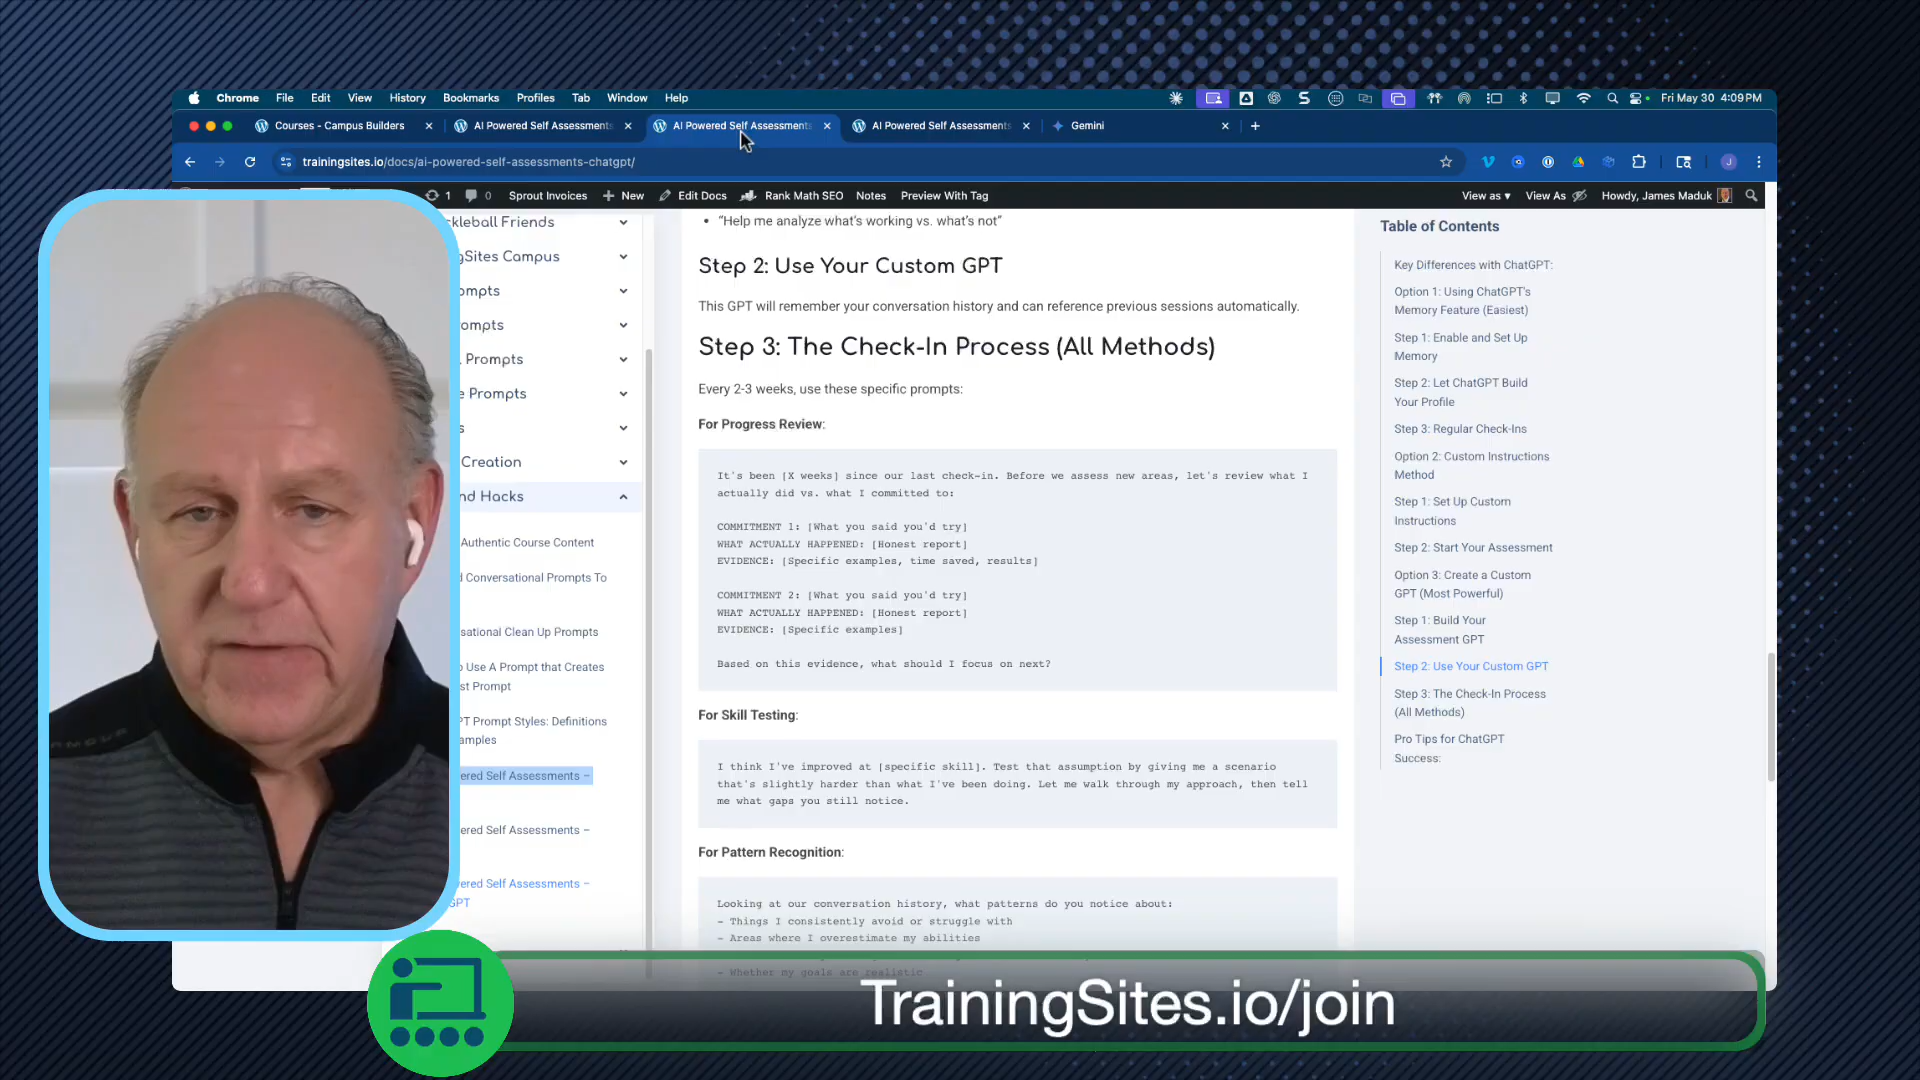 Chrome File Edit View History Bookmarks Profiles Tab Window Help
Fri May 30 4:09 PM
Courses - Campus Builders
AI Powered Self Assessments
AI Powered Self Assessments
AI Powered Self Assessments
Gemini
trainingsites.io/docs/ai-powered-self-assessments-chatgpt/
1 0 Sprout Invoices New Edit Docs Rank Math SEO Notes Preview With Tag View as View As Howdy, James Maduk
ckleball Friends
gSites Campus
ompts
ompts
Prompts
e Prompts
s
Creation
nd Hacks
Authentic Course Content
d Conversational Prompts To
sational Clean Up Prompts
o Use A Prompt that Creates
st Prompt
PT Prompt Styles: Definitions
amples
ered Self Assessments –
ered Self Assessments –
ered Self Assessments –
GPT
• “Help me analyze what's working vs. what's not”
Step 2: Use Your Custom GPT
This GPT will remember your conversation history and can reference previous sessions automatically.
Step 3: The Check-In Process (All Methods)
Every 2-3 weeks, use these specific prompts:
For Progress Review:
It's been [X weeks] since our last check-in. Before we assess new areas, let's review what I
actually did vs. what I committed to:
COMMITMENT 1: [What you said you'd try]
WHAT ACTUALLY HAPPENED: [Honest report]
EVIDENCE: [Specific examples, time saved, results]
COMMITMENT 2: [What you said you'd try]
WHAT ACTUALLY HAPPENED: [Honest report]
EVIDENCE: [Specific examples]
Based on this evidence, what should I focus on next?
For Skill Testing:
I think I've improved at [specific skill]. Test that assumption by giving me a scenario
that's slightly harder than what I've been doing. Let me walk through my approach, then tell
me what gaps you still notice.
For Pattern Recognition:
Looking at our conversation history, what patterns do you notice about:
- Things I consistently avoid or struggle with
- Areas where I overestimate my abilities
- Whether my goals are realistic
Table of Contents
Key Differences with ChatGPT:
Option 1: Using ChatGPT's
Memory Feature (Easiest)
Step 1: Enable and Set Up
Memory
Step 2: Let ChatGPT Build
Your Profile
Step 3: Regular Check-Ins
Option 2: Custom Instructions
Method
Step 1: Set Up Custom
Instructions
Step 2: Start Your Assessment
Option 3: Create a Custom
GPT (Most Powerful)
Step 1: Build Your
Assessment GPT
Step 2: Use Your Custom GPT
Step 3: The Check-In Process
(All Methods)
Pro Tips for ChatGPT
Success:
TrainingSites.io/join